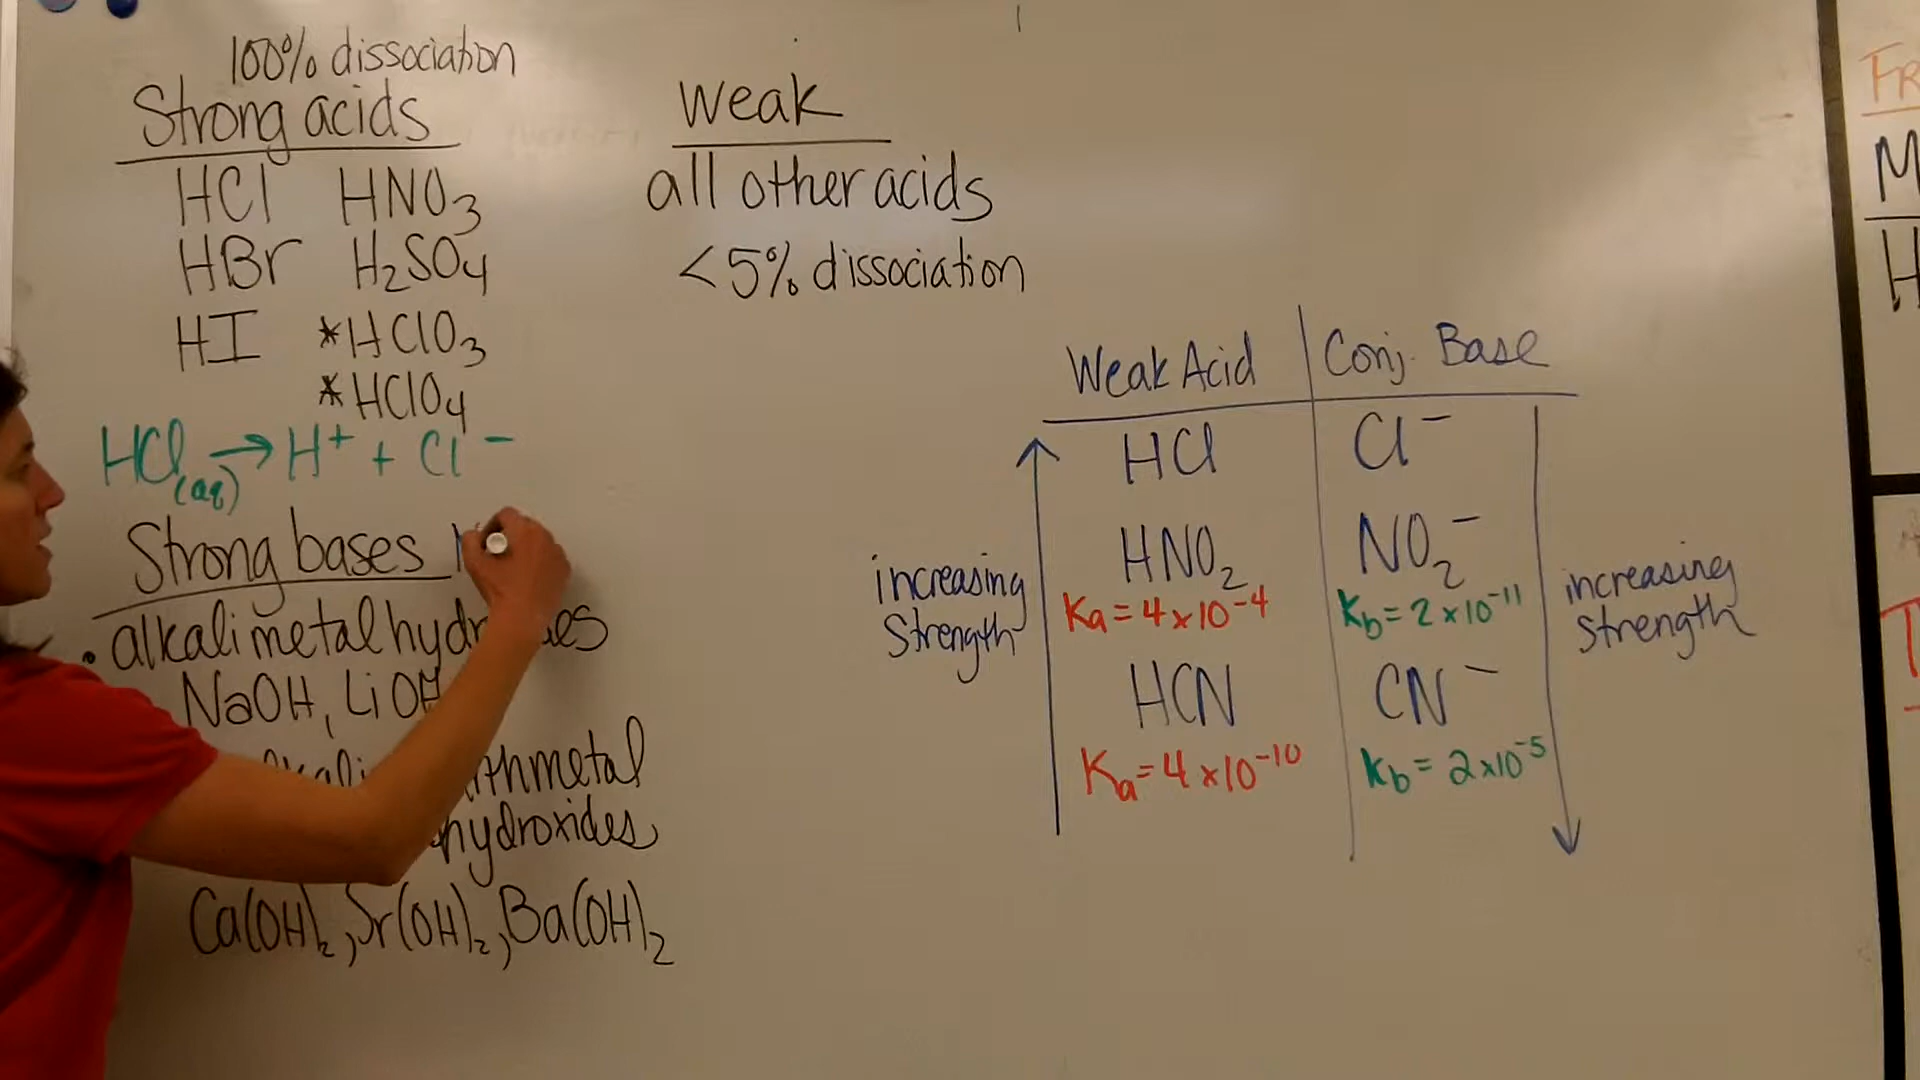 100% dissociation
Strong acids
HCl HNO₃
HBr H₂SO₄
HI *HClO₃
*HClO₄
HCl(aq) → H⁺ + Cl⁻
Strong bases
• alkali metal
NaOH, LiOH
hydroxides
Ca(OH)₂, Sr(OH)₂, Ba(OH)₂
weak
all other acids
<5% dissociation
Weak Acid Conj. Base
HCl Cl⁻
HNO₂ NO₂⁻
Ka = 4 x 10⁻⁴ Kb = 2 x 10⁻¹¹
HCN CN⁻
Ka = 4 x 10⁻¹⁰ Kb = 2 x 10⁻⁵
increasing
Strength
increasing
strength
FR
M
H
T